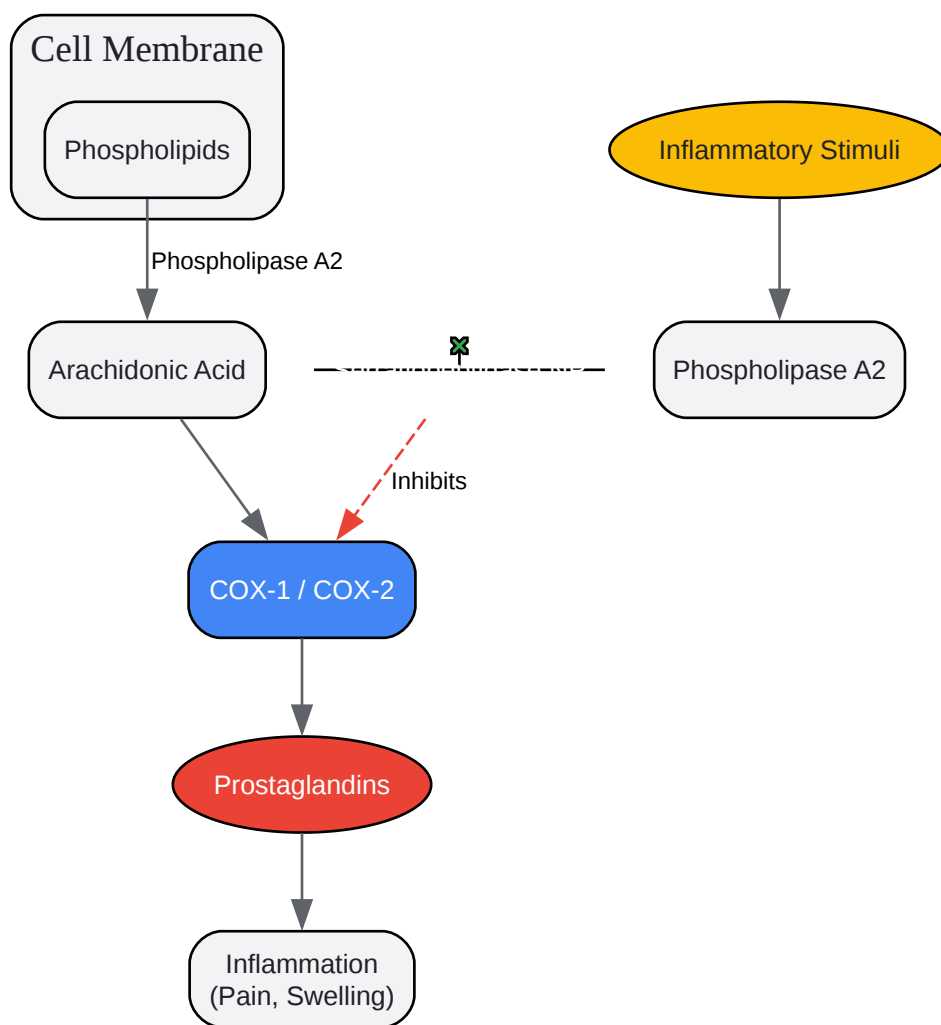 Cell Membrane
Phospholipids
Inflammatory Stimuli
Phospholipase A2
Arachidonic Acid
Phospholipase A2
Inhibits
COX-1 / COX-2
Prostaglandins
Inflammation
(Pain, Swelling)